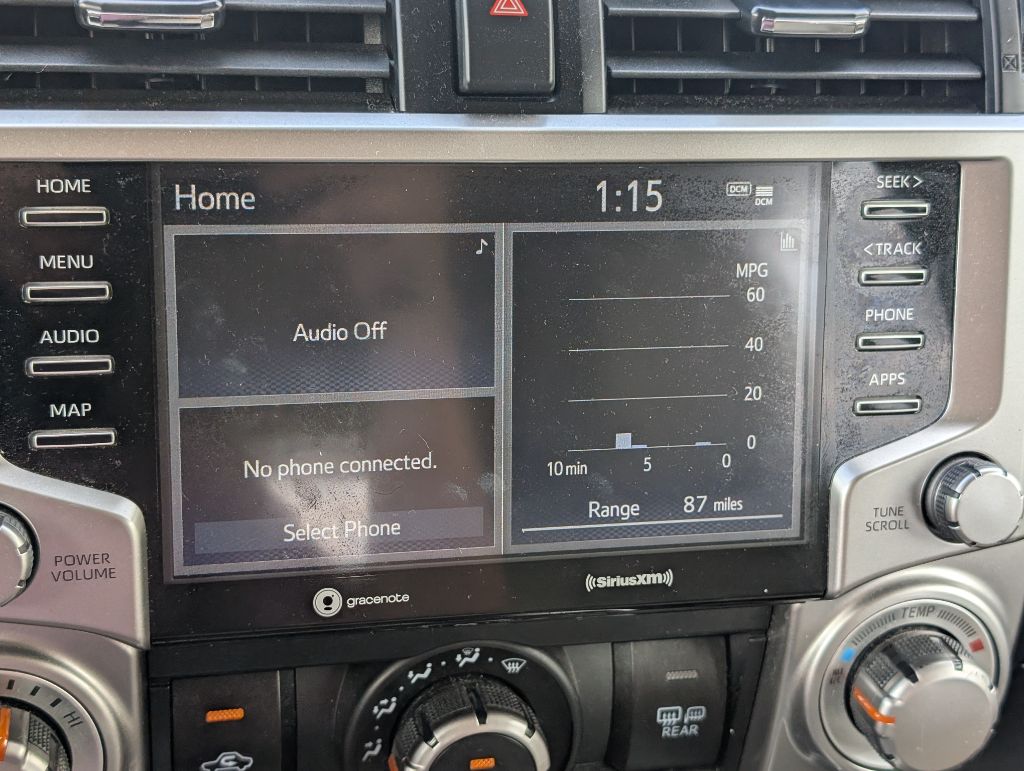 HOME
MENU
AUDIO
MAP
POWER
VOLUME
Home
1:15
DCM
DCM
Audio Off
No phone connected.
Select Phone
MPG
60
40
20
0
10 min 5 0
Range 87 miles
gracenote
((SiriusXM))
SEEK >
< TRACK
PHONE
APPS
TUNE
SCROLL
HI
REAR
TEMP